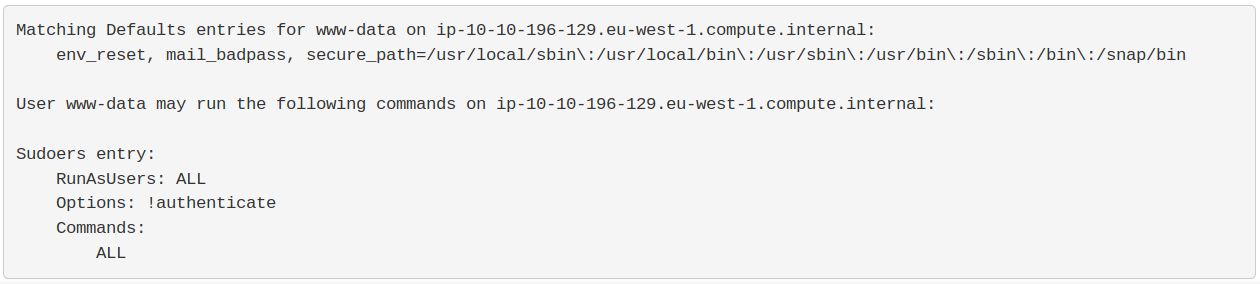 Matching Defaults entries for www-data on ip-10-10-196-129.eu-west-1.compute.internal:
    env_reset, mail_badpass, secure_path=/usr/local/sbin\:/usr/local/bin\:/usr/sbin\:/usr/bin\:/sbin\:/bin\:/snap/bin
User www-data may run the following commands on ip-10-10-196-129.eu-west-1.compute.internal:
Sudoers entry:
    RunAsUsers: ALL
    Options: !authenticate
    Commands:
        ALL